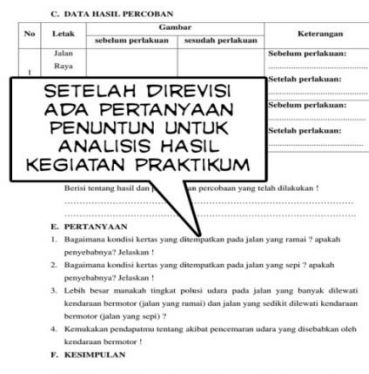 C. DATA HASIL PERCOBAN
No Letak Gambar Keterangan
sebelum perlakuan sesudah perlakuan
1 Jalan Raya Sebelum perlakuan:
Setelah perlakuan:
Sebelum perlakuan:
Setelah perlakuan:
SETELAH DIREVISI
ADA PERTANYAAN
PENUNTUN UNTUK
ANALISIS HASIL
KEGIATAN PRAKTIKUM
Berisi tentang hasil dan an percobaan yang telah dilakukan !
E. PERTANYAAN
1. Bagaimana kondisi kertas yang ditempatkan pada jalan yang ramai ? apakah
penyebabnya? Jelaskan !
2. Bagaimana kondisi kertas yang ditempatkan pada jalan yang sepi ? apakah
penyebabnya? Jelaskan !
3. Lebih besar manakah tingkat polusi udara pada jalan yang banyak dilewati
kendaraan bermotor (jalan yang ramai) dan jalan yang sedikit dilewati kendaraan
bermotor (jalan yang sepi) ?
4. Kemukakan pendapatmu tentang akibat pencemaran udara yang disebabkan oleh
kendaraan bermotor !
F. KESIMPULAN